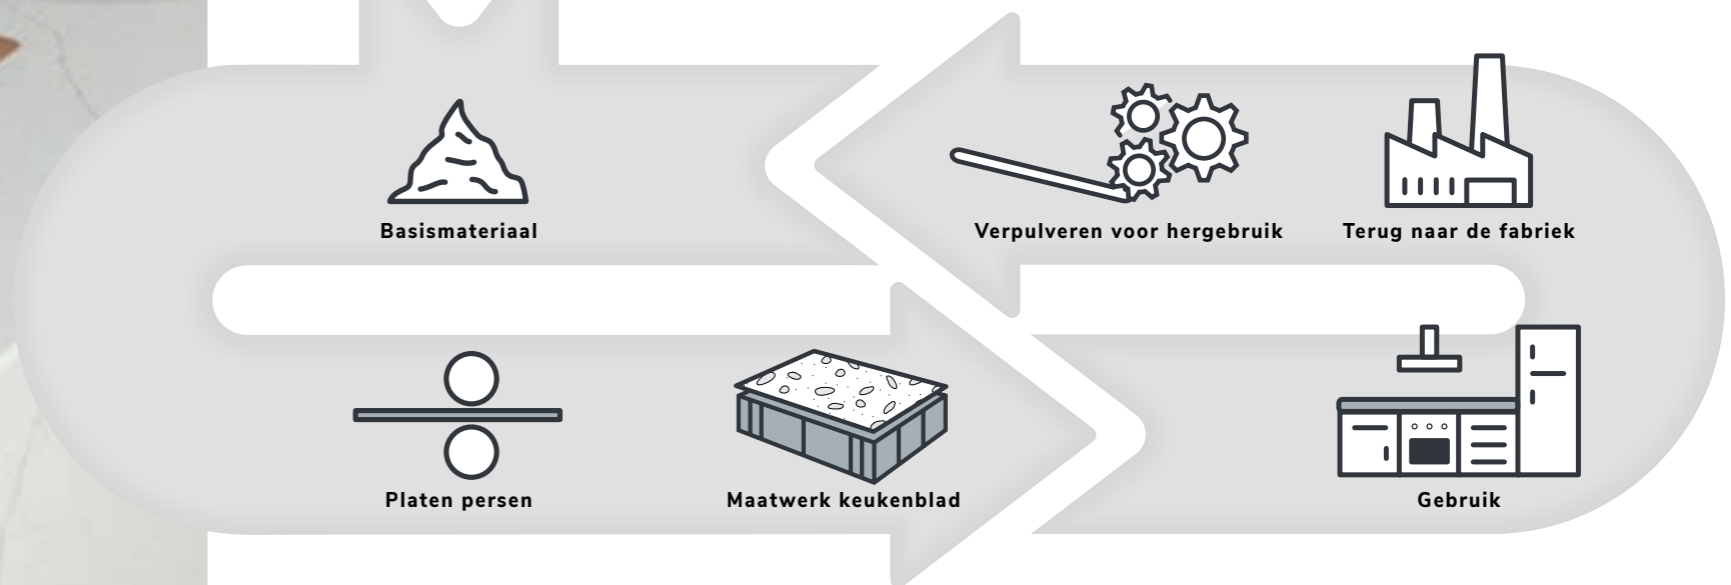 Basismateriaal
Verpulveren voor hergebruik
Terug naar de fabriek
Platen persen
Maatwerk keukenblad
Gebruik